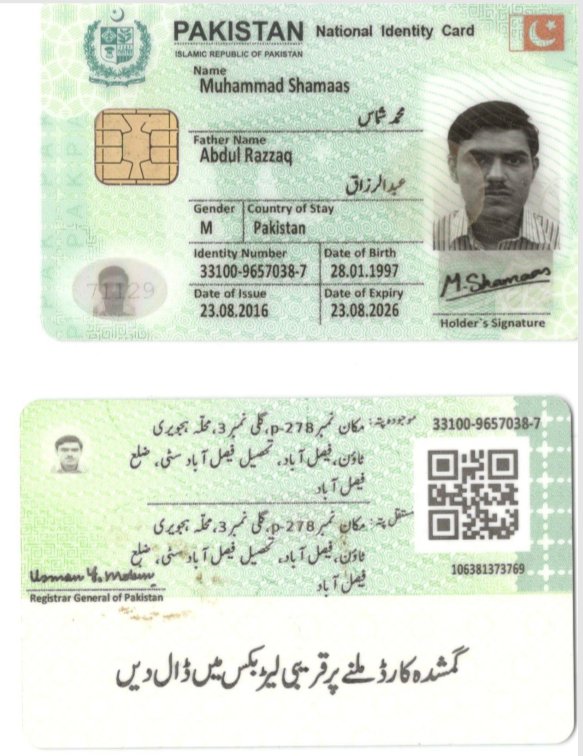 PAKISTAN National Identity Card
ISLAMIC REPUBLIC OF PAKISTAN
Name
Muhammad Shamaas
محمد شماس
Father Name
Abdul Razzaq
عبدالرزاق
Gender Country of Stay
M Pakistan
Identity Number Date of Birth
33100-9657038-7 28.01.1997
Date of Issue Date of Expiry
23.08.2016 23.08.2026
71129
M.Shamaas
Holder`s Signature
33100-9657038-7
موجودہ پتہ: مکان نمبر p-278، گلی نمبر 3، محلّہ ہجویری
ٹاؤن، فیصل آباد، تحصیل فیصل آباد سٹی، ضلع
فیصل آباد
مستقل پتہ: مکان نمبر p-278، گلی نمبر 3، محلّہ ہجویری
ٹاؤن، فیصل آباد، تحصیل فیصل آباد سٹی، ضلع
فیصل آباد
106381373769
Registrar General of Pakistan
گمشدہ کارڈ ملنے پر قریبی لیٹر بکس میں ڈال دیں